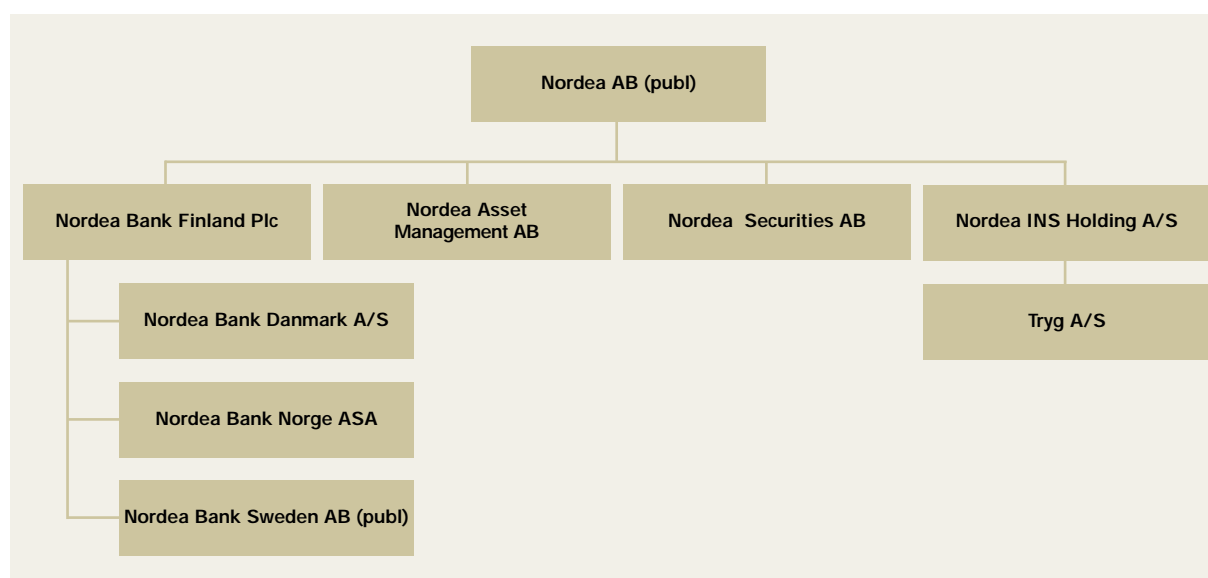 Nordea AB (publ)
Nordea Bank Finland Plc
Nordea Asset
Management AB
Nordea Securities AB
Nordea INS Holding A/S
Nordea Bank Danmark A/S
Tryg A/S
Nordea Bank Norge ASA
Nordea Bank Sweden AB (publ)